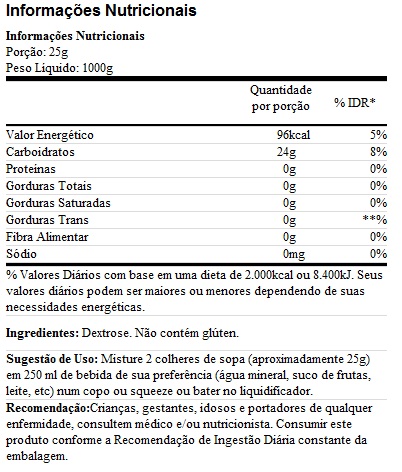 Informações Nutricionais
Informações Nutricionais
Porção: 25g
Peso Liquido: 1000g
Quantidade por porção % IDR*
Valor Energético 96kcal 5%
Carboidratos 24g 8%
Proteínas 0g 0%
Gorduras Totais 0g 0%
Gorduras Saturadas 0g 0%
Gorduras Trans 0g **%
Fibra Alimentar 0g 0%
Sódio 0mg 0%
% Valores Diários com base em uma dieta de 2.000kcal ou 8.400kJ. Seus
valores diários podem ser maiores ou menores dependendo de suas
necesidades energéticas.
Ingredientes: Dextrose. Não contém glúten.
Sugestão de Uso: Misture 2 colheres de sopa (aproximadamente 25g)
em 250 ml de bebida de sua preferência (água mineral, suco de frutas,
leite, etc) num copo ou squeeze ou bater no liquidificador.
Recomendação:Crianças, gestantes, idosos e portadores de qualquer
enfermidade, consultem médico e/ou nutricionista. Consumir este
produto conforme a Recomendação de Ingestão Diária constante da
embalagem.